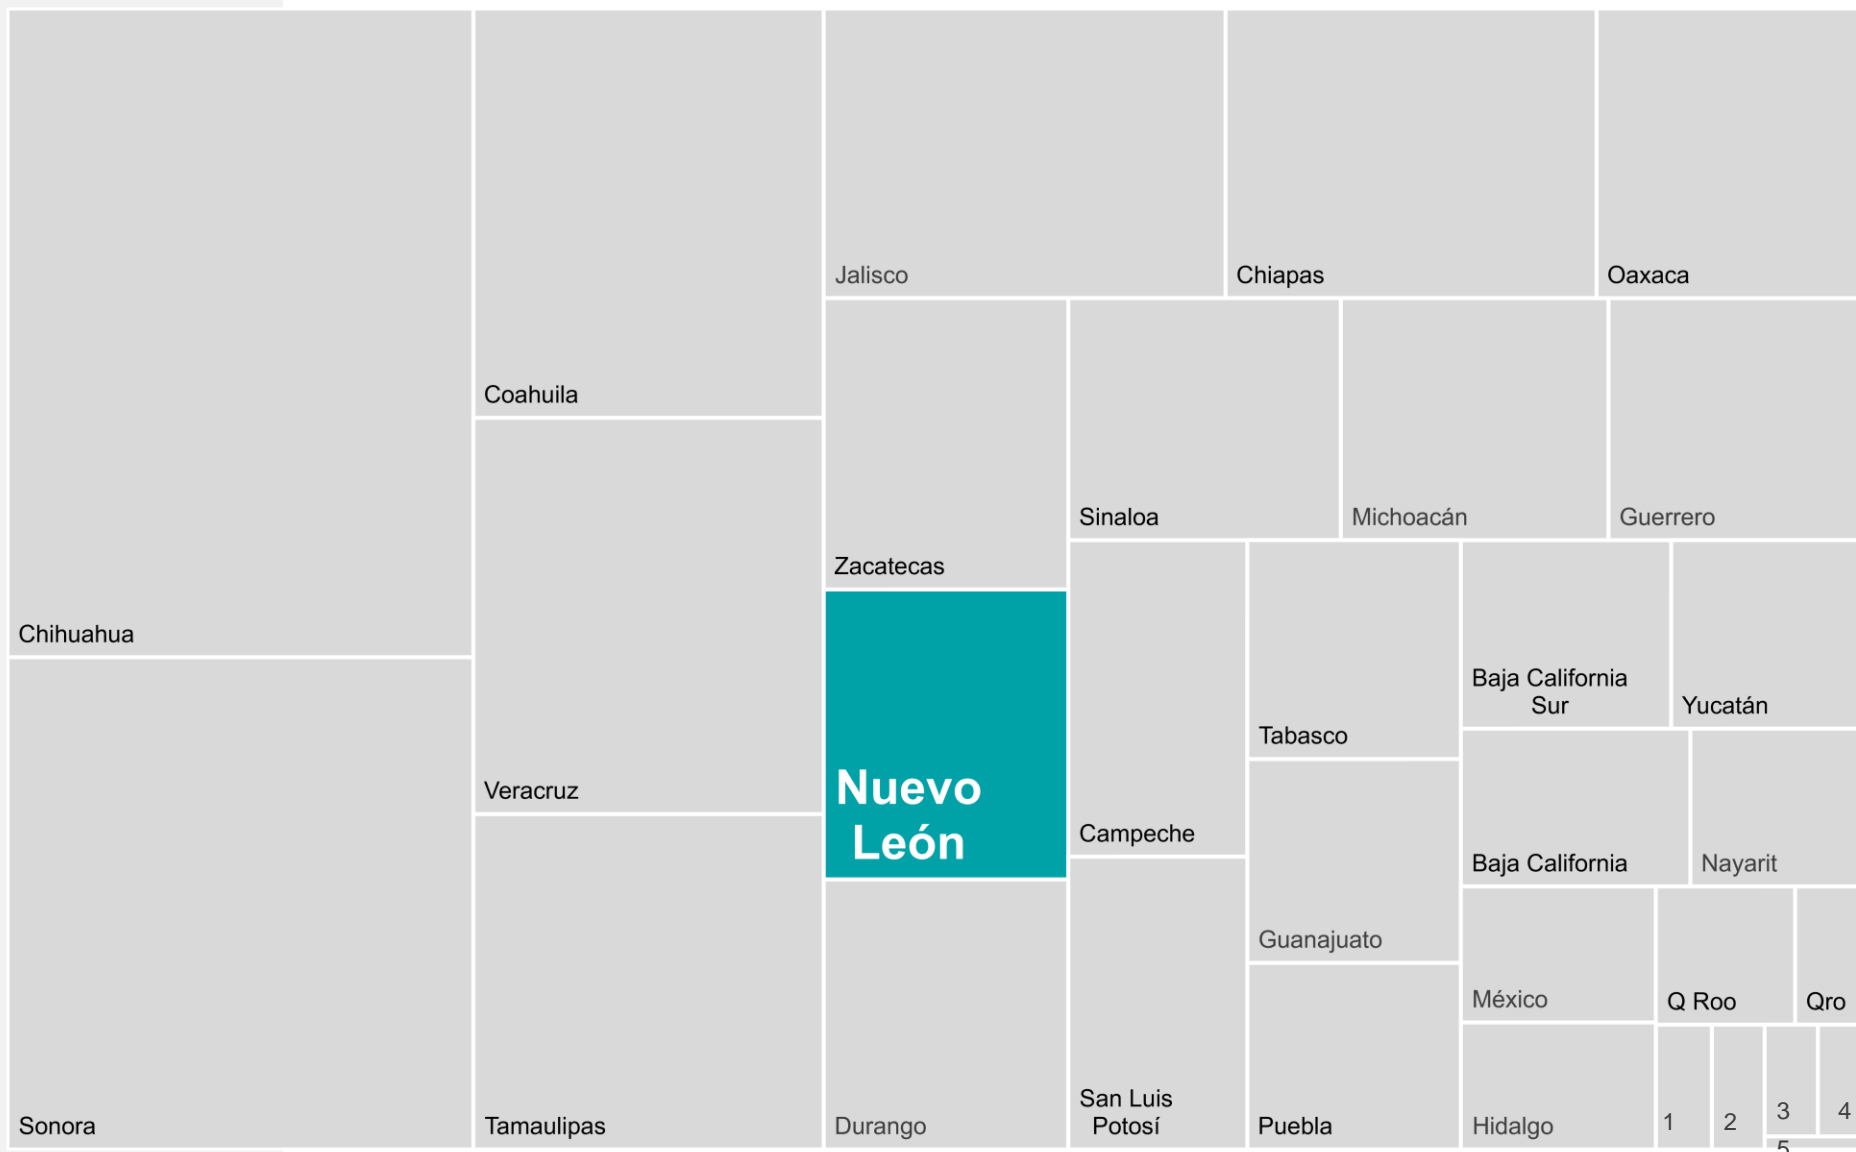 Jalisco
Chiapas
Oaxaca
Coahuila
Sinaloa
Michoacán
Guerrero
Zacatecas
Chihuahua
Baja California
Sur
Yucatán
Tabasco
Veracruz
Nuevo
León
Campeche
Baja California
Nayarit
Guanajuato
México
Q Roo
Qro
Sonora
Tamaulipas
Durango
San Luis
Potosí
Puebla
Hidalgo
1
2
3
4
5